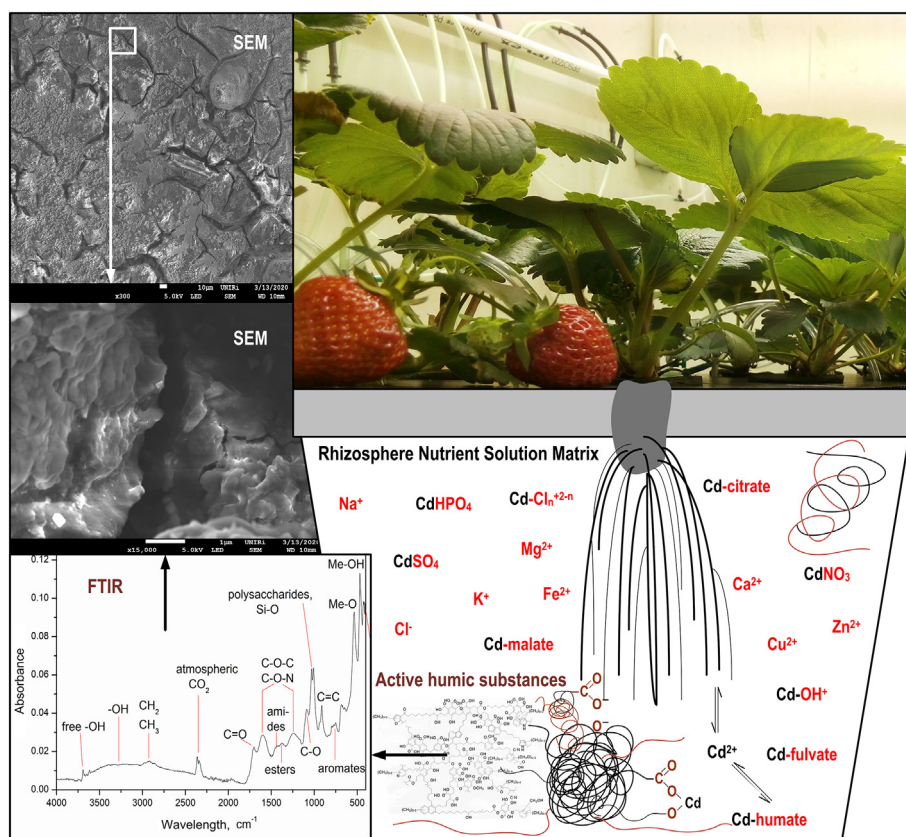 SEM
10µm UNIRi 3/13/2020
x300 5.0kV LED SEM WD 10mm
SEM
1µm UNIRi 3/13/2020
x15,000 5.0kV LED SEM WD 10mm
Rhizosphere Nutrient Solution Matrix
Na⁺
CdHPO₄
Cd-Clₙ⁺²⁻ⁿ
Cd-citrate
CdSO₄
Mg²⁺
CdNO₃
K⁺
Fe²⁺
Ca²⁺
Cl⁻
Cd-malate
Cu²⁺
Zn²⁺
Cd-OH⁺
Cd²⁺
Cd-fulvate
Cd-humate
Active humic substances
C
O
O⁻
O⁻
C
O
O
Cd
FTIR
Me-OH
Me-O
polysaccharides,
Si-O
C-O-C
C-O-N
atmospheric
CO₂
C=C
-OH
CH₂
CH₃
free -OH
C=O
ami-
des
C-O
esters
aromates
Absorbance
0.12
0.10
0.08
0.06
0.04
0.02
0.00
4000 3500 3000 2500 2000 1500 1000 500
Wavelength, cm⁻¹